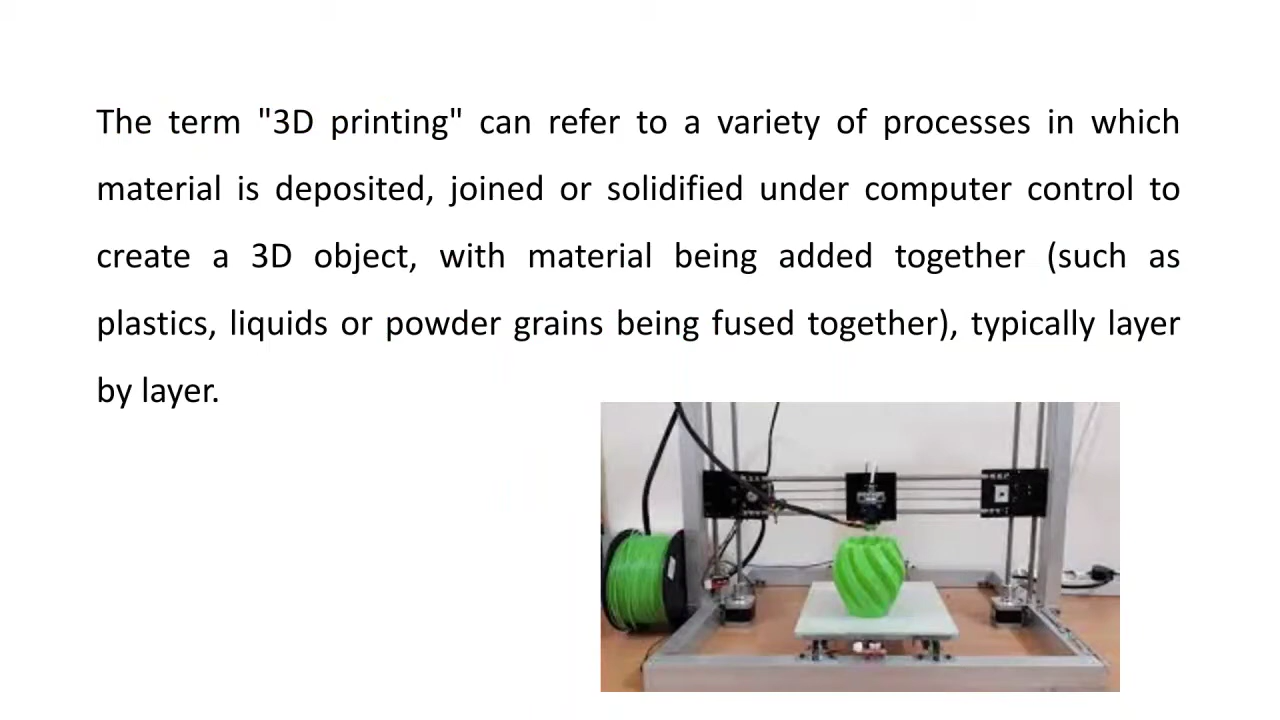 The term "3D printing" can refer to a variety of processes in which
material is deposited, joined or solidified under computer control to
create a 3D object, with material being added together (such as
plastics, liquids or powder grains being fused together), typically layer
by layer.